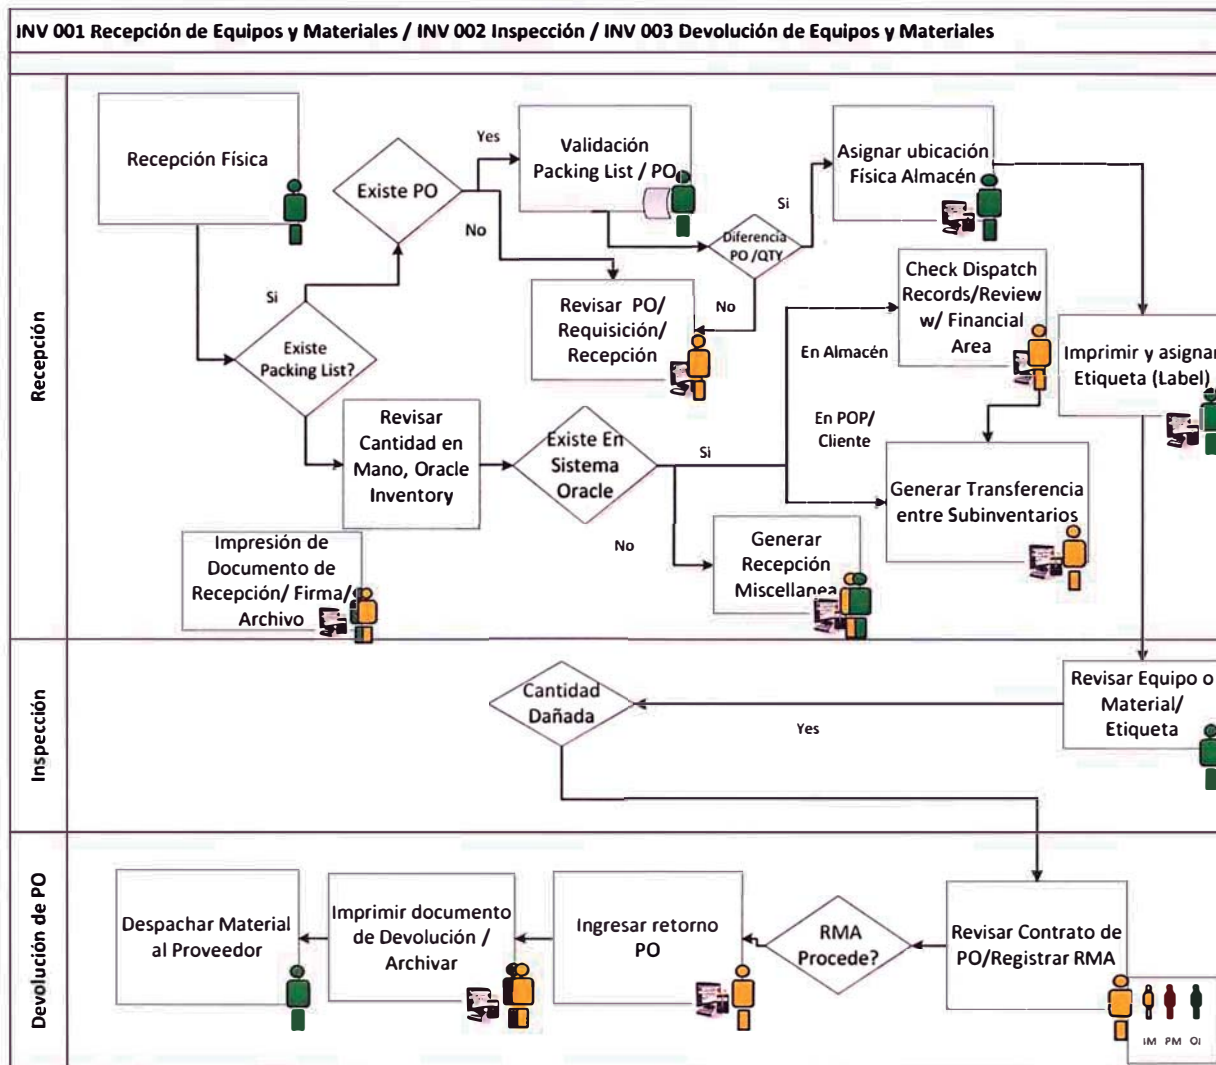 INV 001 Recepción de Equipos y Materiales / INV 002 Inspección / INV 003 Devolución de Equipos y Materiales
Recepción
Recepción Física
Existe PO
Yes
No
Validación
Packing List / PO
Si
Diferencia
PO /QTY
No
Asignar ubicación
Física Almacén
Si
Existe
Packing List?
Revisar PO/
Requisición/
Recepción
Check Dispatch
Records/Review
w/ Financial
Area
En Almacén
Imprimir y asignar
Etiqueta (Label)
Revisar
Cantidad en
Mano, Oracle
Inventory
Existe En
Sistema
Oracle
Si
En POP/
Cliente
No
Generar Transferencia
entre Subinventarios
Generar
Recepción
Miscellanea
Impresión de
Documento de
Recepción/ Firma/
Archivo
Inspección
Cantidad
Dañada
Yes
Revisar Equipo o
Material/
Etiqueta
Devolución de PO
Despachar Material
al Proveedor
Imprimir documento
de Devolución /
Archivar
Ingresar retorno
PO
RMA
Procede?
Revisar Contrato de
PO/Registrar RMA
PM